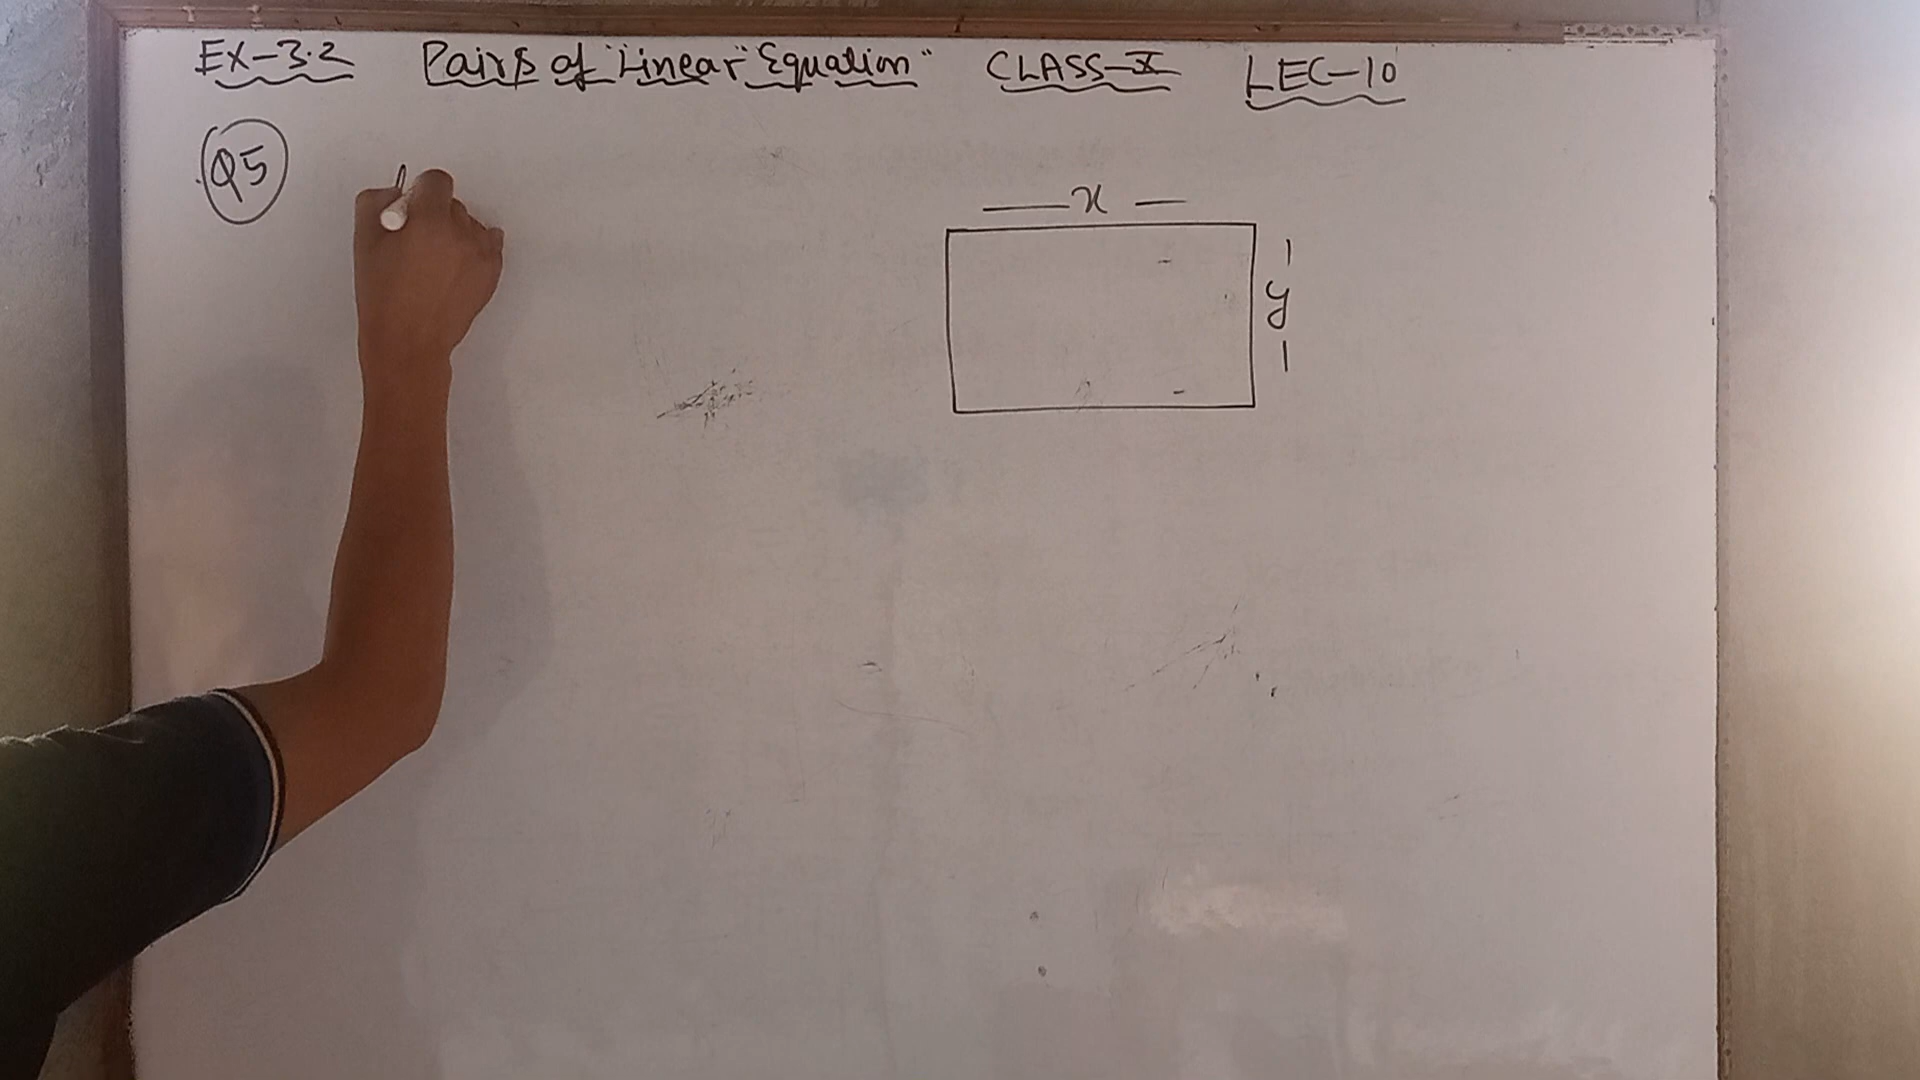 EX-3.2 Pairs of "Linear" Equation" CLASS-X LEC-10
Q5
x
y